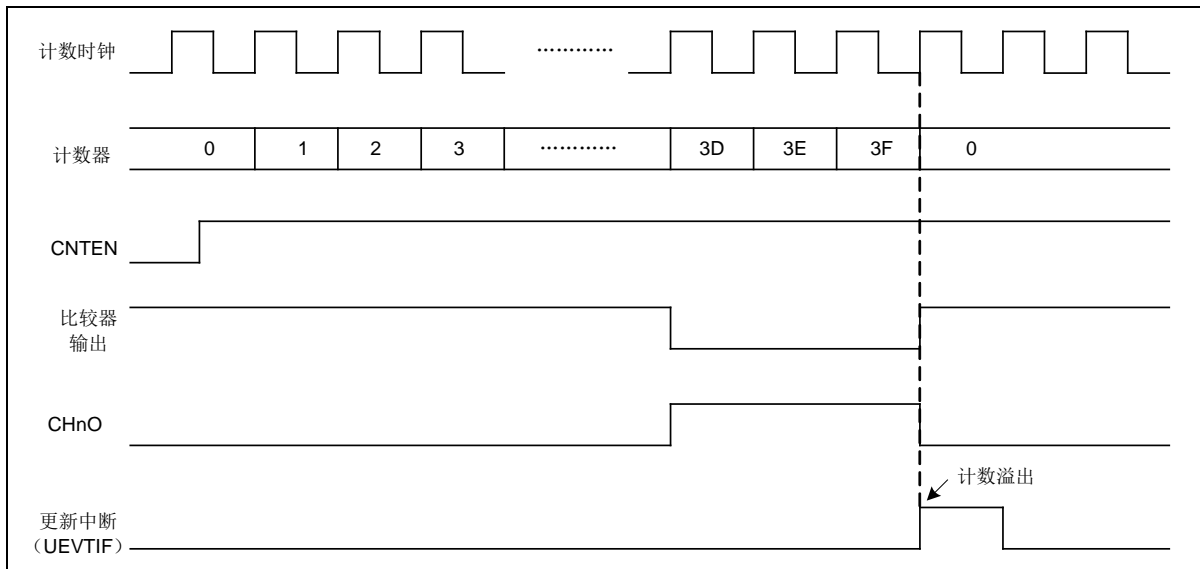 计数时钟
…………
计数器 0 1 2 3 ………… 3D 3E 3F 0
CNTEN
比较器
输出
CHnO
计数溢出
更新中断
（UEVTIF）